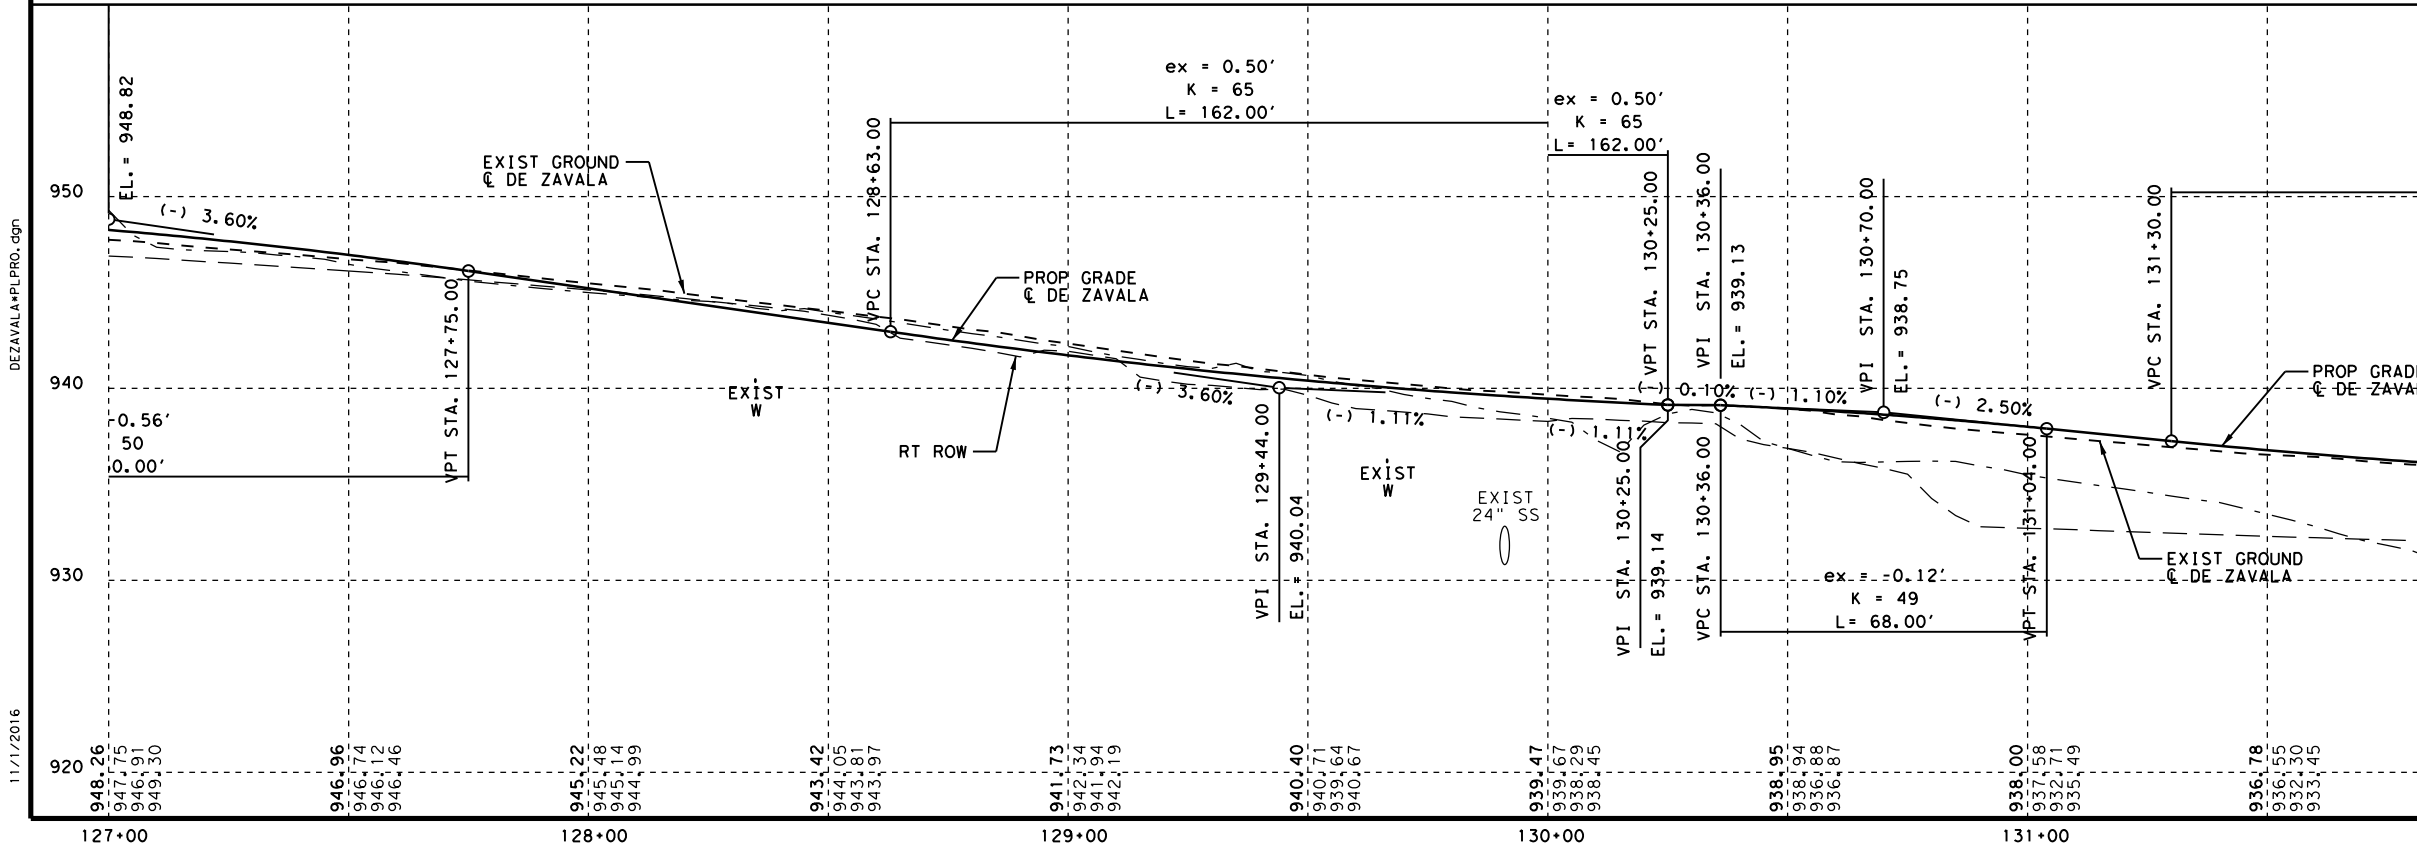 ex = 0.50'
K = 65
L= 162.00'
ex = 0.50'
K = 65
L= 162.00'
EL.= 948.82
950
(-) 3.60%
EXIST GROUND
℄ DE ZAVALA
VPC STA. 128+63.00
PROP GRADE
℄ DE ZAVALA
VPT STA. 127+75.00
VPT STA. 130+25.00
VPI STA. 130+36.00
EL.= 939.13
VPI STA. 130+70.00
EL.= 938.75
VPC STA. 131+30.00
PROP GRADE
℄ DE ZAVA
DEZAVALA*PLPRO.dgn
940
EXIST
W
(-) 3.60%
(-) 1.11%
(-) 1.11%
(-) 0.10%
(-) 1.10%
(-) 2.50%
-0.56'
50
0.00'
RT ROW
EXIST
W
EXIST
24" SS
VPI STA. 129+44.00
EL.= 940.04
VPI STA. 130+25.00
EL.= 939.14
VPC STA. 130+36.00
VPT STA. 131+04.00
EXIST GROUND
℄ DE ZAVALA
930
ex = -0.12'
K = 49
L= 68.00'
11/1/2016
920
948.26
947.75
946.91
949.30
946.96
946.74
946.12
946.46
945.22
945.48
945.14
944.99
943.42
944.05
943.81
943.97
941.73
942.34
941.94
942.19
940.40
940.71
939.64
940.67
939.47
939.67
938.29
938.45
938.95
938.94
936.88
936.87
938.00
937.58
932.71
935.49
936.78
936.55
932.30
933.45
127+00
128+00
129+00
130+00
131+00